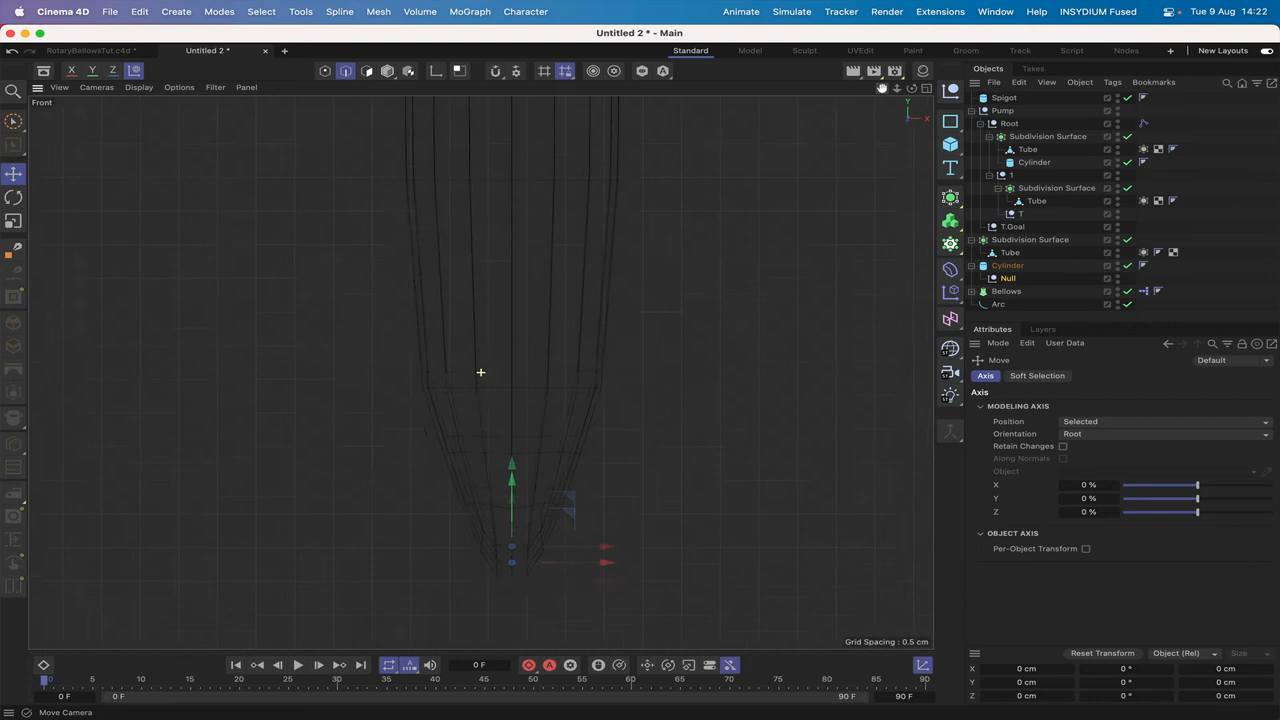 Cinema 4D File Edit Create Modes Select Tools Spline Mesh Volume MoGraph Character Animate Simulate Tracker Render Extensions Window Help INSYDIUM Fused Tue 9 Aug 14:22
Untitled 2 * - Main
RotaryBellowsTut.c4d * Untitled 2 * Standard Model Sculpt UVEdit Paint Groom Track Script Nodes New Layouts
X Y Z
Objects Takes
View Cameras Display Options Filter Panel
File Edit View Object Tags Bookmarks
Front
Y
X
Spigot
Pump
Root
Subdivision Surface
Tube
Cylinder
1
Subdivision Surface
Tube
T
T.Goal
Subdivision Surface
Tube
Cylinder
Null
Bellows
Arc
Attributes Layers
Mode Edit User Data
Move Default
Axis Soft Selection
Axis
MODELING AXIS
Position Selected
Orientation Root
Retain Changes
Along Normals
Object
X 0 %
Y 0 %
Z 0 %
OBJECT AXIS
Per-Object Transform
Grid Spacing : 0.5 cm
Reset Transform Object (Rel) Size
0 F
X 0 cm 0 ° 0 cm
0 5 10 15 20 25 30 35 40 45 50 55 60 65 70 75 80 85 90
Y 0 cm 0 ° 0 cm
0 F 0 F 90 F 90 F
Z 0 cm 0 ° 0 cm
Move Camera